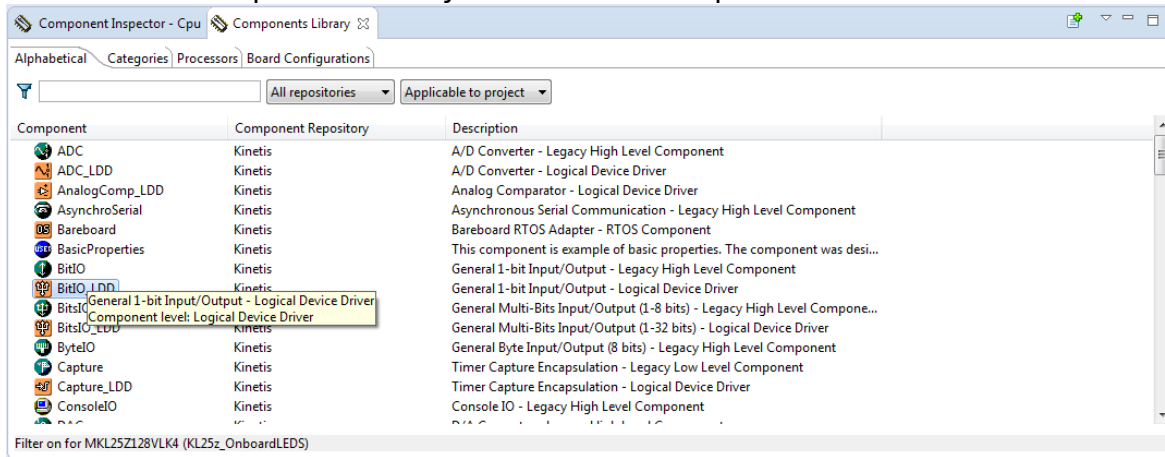 Component Inspector - Cpu Components Library
Alphabetical Categories Processors Board Configurations
All repositories Applicable to project
Component Component Repository Description
ADC Kinetis A/D Converter - Legacy High Level Component
ADC_LDD Kinetis A/D Converter - Logical Device Driver
AnalogComp_LDD Kinetis Analog Comparator - Logical Device Driver
AsynchroSerial Kinetis Asynchronous Serial Communication - Legacy High Level Component
Bareboard Kinetis Bareboard RTOS Adapter - RTOS Component
BasicProperties Kinetis This component is example of basic properties. The component was desi...
BitIO Kinetis General 1-bit Input/Output - Legacy High Level Component
BitIO_LDD Kinetis General 1-bit Input/Output - Logical Device Driver
General 1-bit Input/Output - Logical Device Driver
Component level: Logical Device Driver
General Multi-Bits Input/Output (1-8 bits) - Legacy High Level Compone...
BitsIO_LDD Kinetis General Multi-Bits Input/Output (1-32 bits) - Logical Device Driver
ByteIO Kinetis General Byte Input/Output (8 bits) - Legacy High Level Component
Capture Kinetis Timer Capture Encapsulation - Legacy Low Level Component
Capture_LDD Kinetis Timer Capture Encapsulation - Logical Device Driver
ConsoleIO Kinetis Console IO - Legacy High Level Component
Filter on for MKL25Z128VLK4 (KL25z_OnboardLEDS)